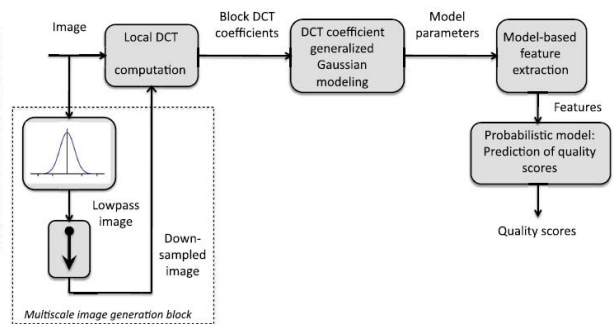 Image
Local DCT
computation
Block DCT
coefficients
DCT coefficient
generalized
Gaussian
modeling
Model
parameters
Model-based
feature
extraction
Features
Probabilistic model:
Prediction of quality
scores
Quality scores
Lowpass
image
Down-
sampled
image
Multiscale image generation block